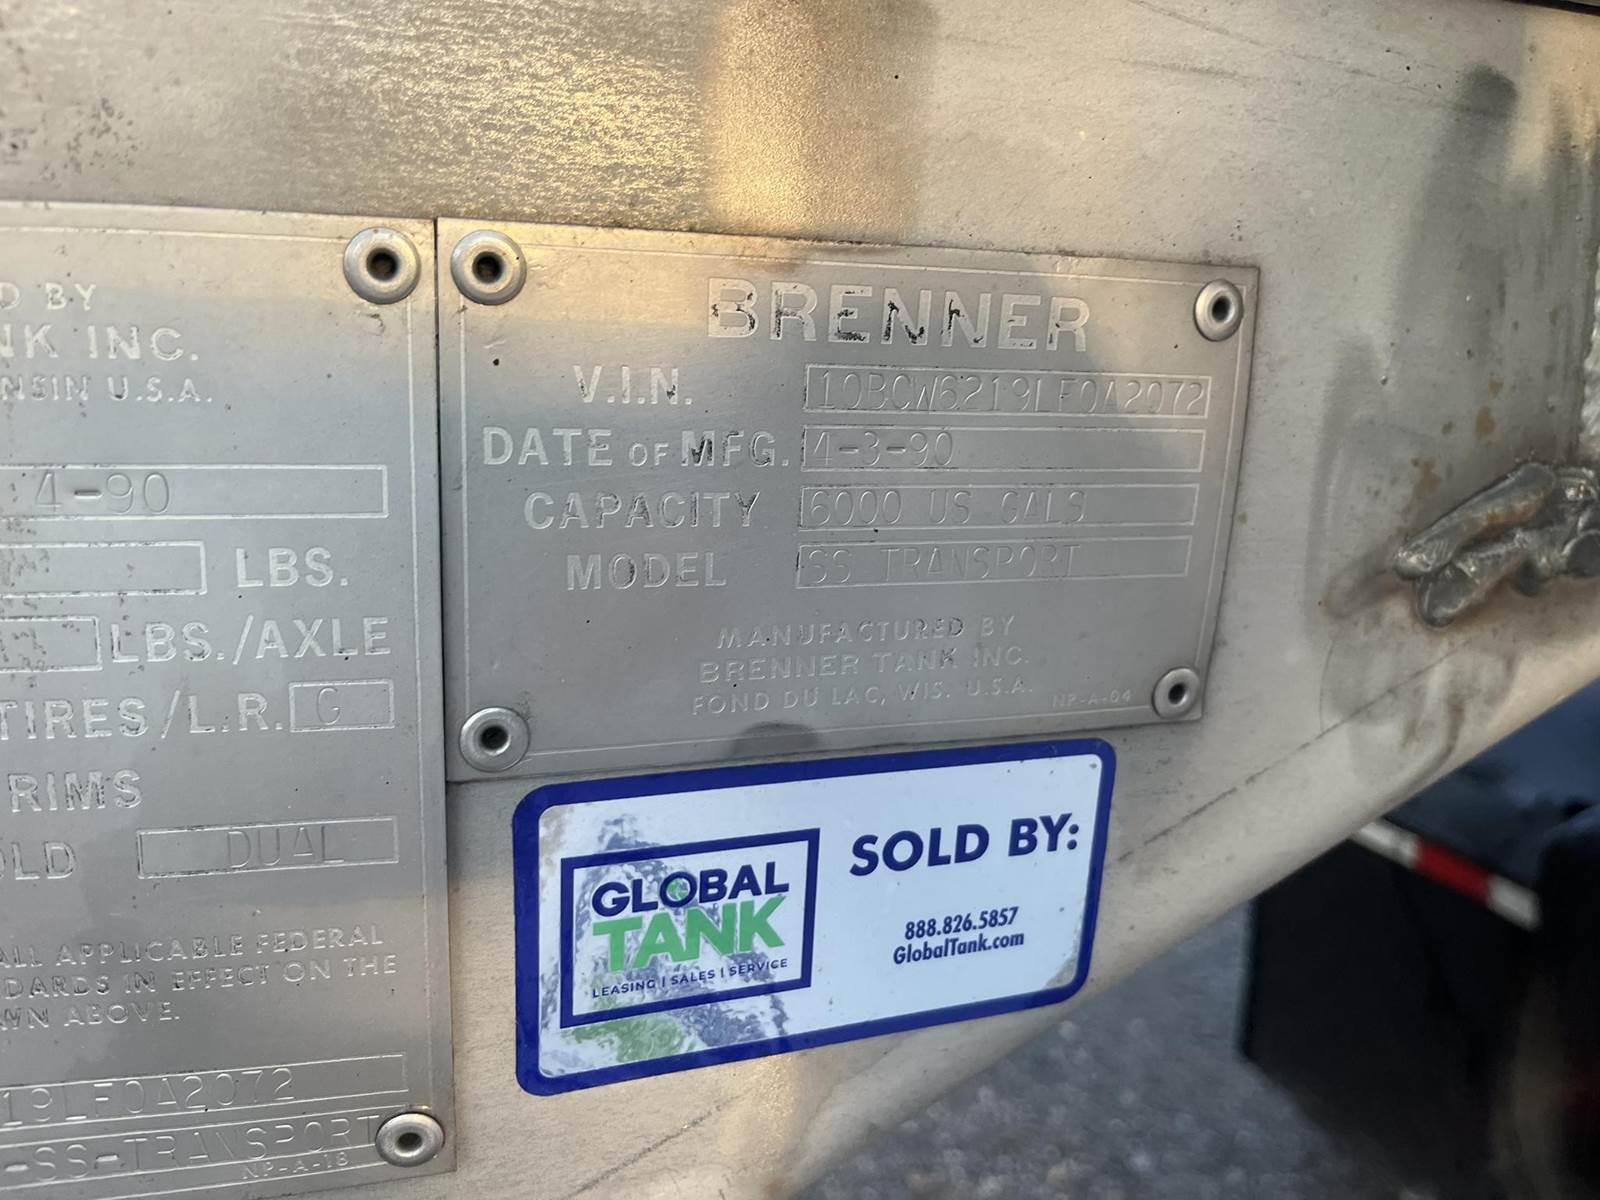 D BY
NK INC.
NSIN U.S.A.
4-90
LBS.
LBS./AXLE
TIRES/L.R. G
RIMS
OLD DUAL
ALL APPLICABLE FEDERAL
DARDS IN EFFECT ON THE
WN ABOVE.
19LF0A2072
-SS-TRANSPORT
NP-A-18
BRENNER
V.I.N. 10BCW6219LF0A2072
DATE OF MFG. 4-3-90
CAPACITY 6000 US GALS
MODEL SS TRANSPORT
MANUFACTURED BY
BRENNER TANK INC.
FOND DU LAC, WIS. U.S.A.
NP-A-04
GLOBAL
TANK
LEASING | SALES | SERVICE
SOLD BY:
888.826.5857
GlobalTank.com